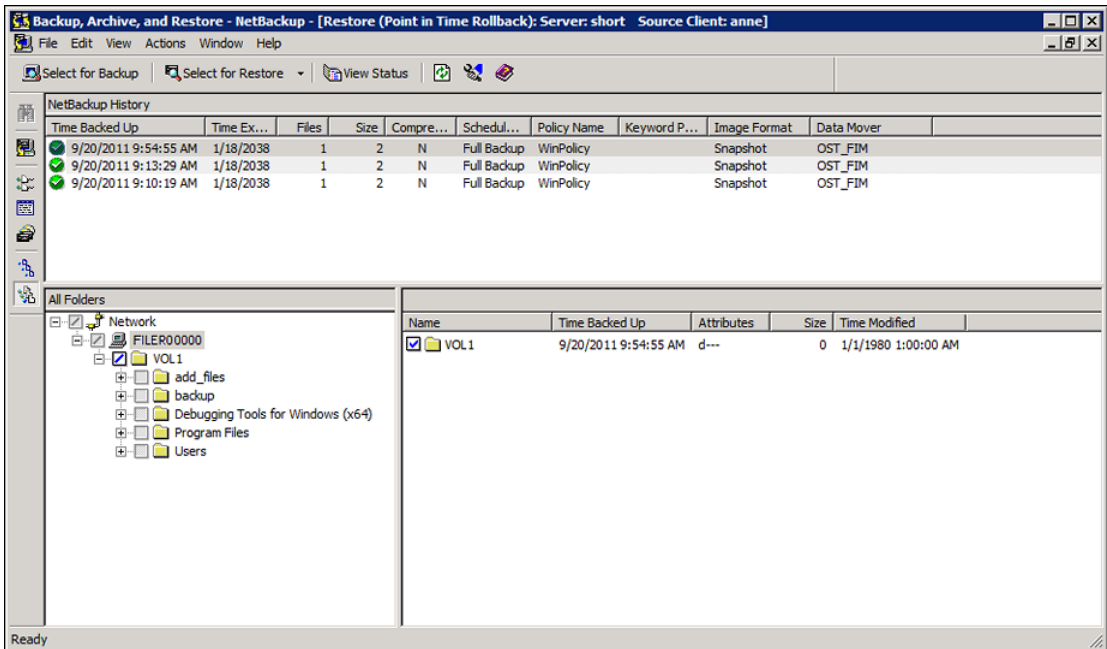 Backup, Archive, and Restore - NetBackup - [Restore (Point in Time Rollback): Server: short Source Client: anne]
File Edit View Actions Window Help
Select for Backup Select for Restore View Status
NetBackup History
Time Backed Up Time Ex... Files Size Compre... Schedul... Policy Name Keyword P... Image Format Data Mover
9/20/2011 9:54:55 AM 1/18/2038 1 2 N Full Backup WinPolicy Snapshot OST_FIM
9/20/2011 9:13:29 AM 1/18/2038 1 2 N Full Backup WinPolicy Snapshot OST_FIM
9/20/2011 9:10:19 AM 1/18/2038 1 2 N Full Backup WinPolicy Snapshot OST_FIM
All Folders
Network
FILER00000
VOL1
add_files
backup
Debugging Tools for Windows (x64)
Program Files
Users
Name Time Backed Up Attributes Size Time Modified
VOL1 9/20/2011 9:54:55 AM d--- 0 1/1/1980 1:00:00 AM
Ready